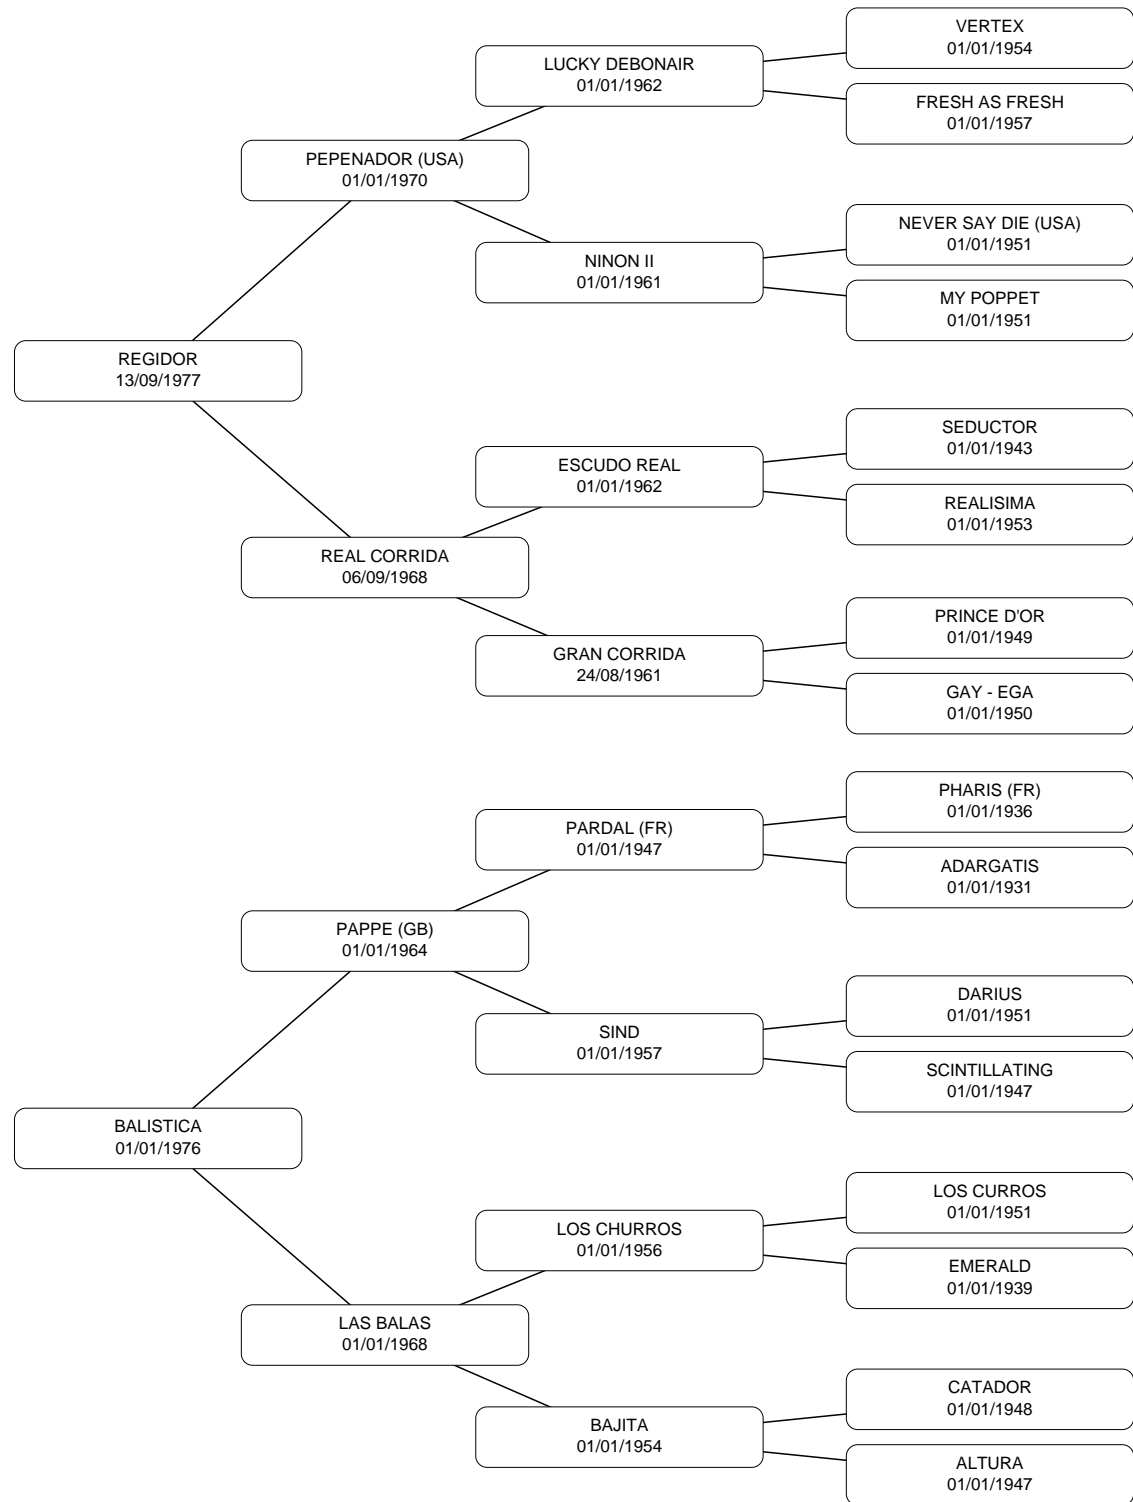 VERTEX
01/01/1954
LUCKY DEBONAIR
01/01/1962
FRESH AS FRESH
01/01/1957
PEPENADOR (USA)
01/01/1970
NEVER SAY DIE (USA)
01/01/1951
NINON II
01/01/1961
MY POPPET
01/01/1951
REGIDOR
13/09/1977
SEDUCTOR
01/01/1943
ESCUDO REAL
01/01/1962
REALISIMA
01/01/1953
REAL CORRIDA
06/09/1968
PRINCE D'OR
01/01/1949
GRAN CORRIDA
24/08/1961
GAY - EGA
01/01/1950
PHARIS (FR)
01/01/1936
PARDAL (FR)
01/01/1947
ADARGATIS
01/01/1931
PAPPE (GB)
01/01/1964
DARIUS
01/01/1951
SIND
01/01/1957
SCINTILLATING
01/01/1947
BALISTICA
01/01/1976
LOS CURROS
01/01/1951
LOS CHURROS
01/01/1956
EMERALD
01/01/1939
LAS BALAS
01/01/1968
CATADOR
01/01/1948
BAJITA
01/01/1954
ALTURA
01/01/1947